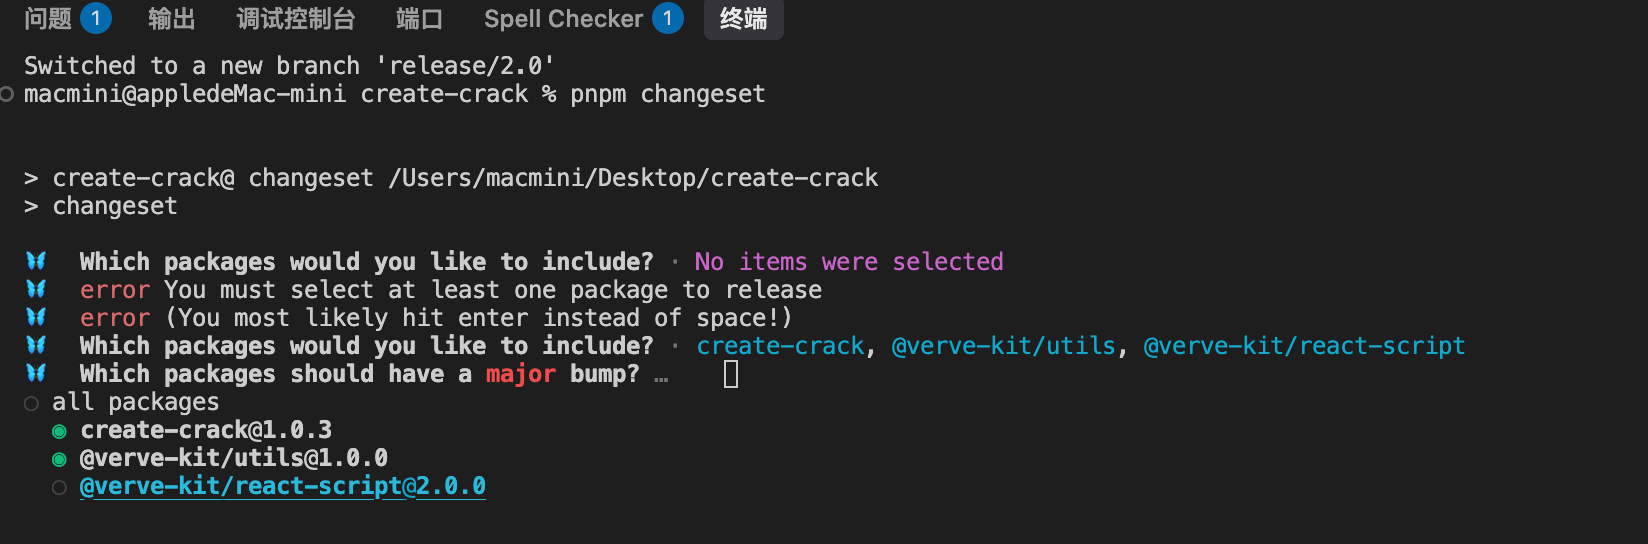 问题 1 输出 调试控制台 端口 Spell Checker 1 终端
Switched to a new branch 'release/2.0'
macmini@appledeMac-mini create-crack % pnpm changeset
> create-crack@ changeset /Users/macmini/Desktop/create-crack
> changeset
Which packages would you like to include? · No items were selected
error You must select at least one package to release
error (You most likely hit enter instead of space!)
Which packages would you like to include? · create-crack, @verve-kit/utils, @verve-kit/react-script
Which packages should have a major bump? …
all packages
create-crack@1.0.3
@verve-kit/utils@1.0.0
@verve-kit/react-script@2.0.0